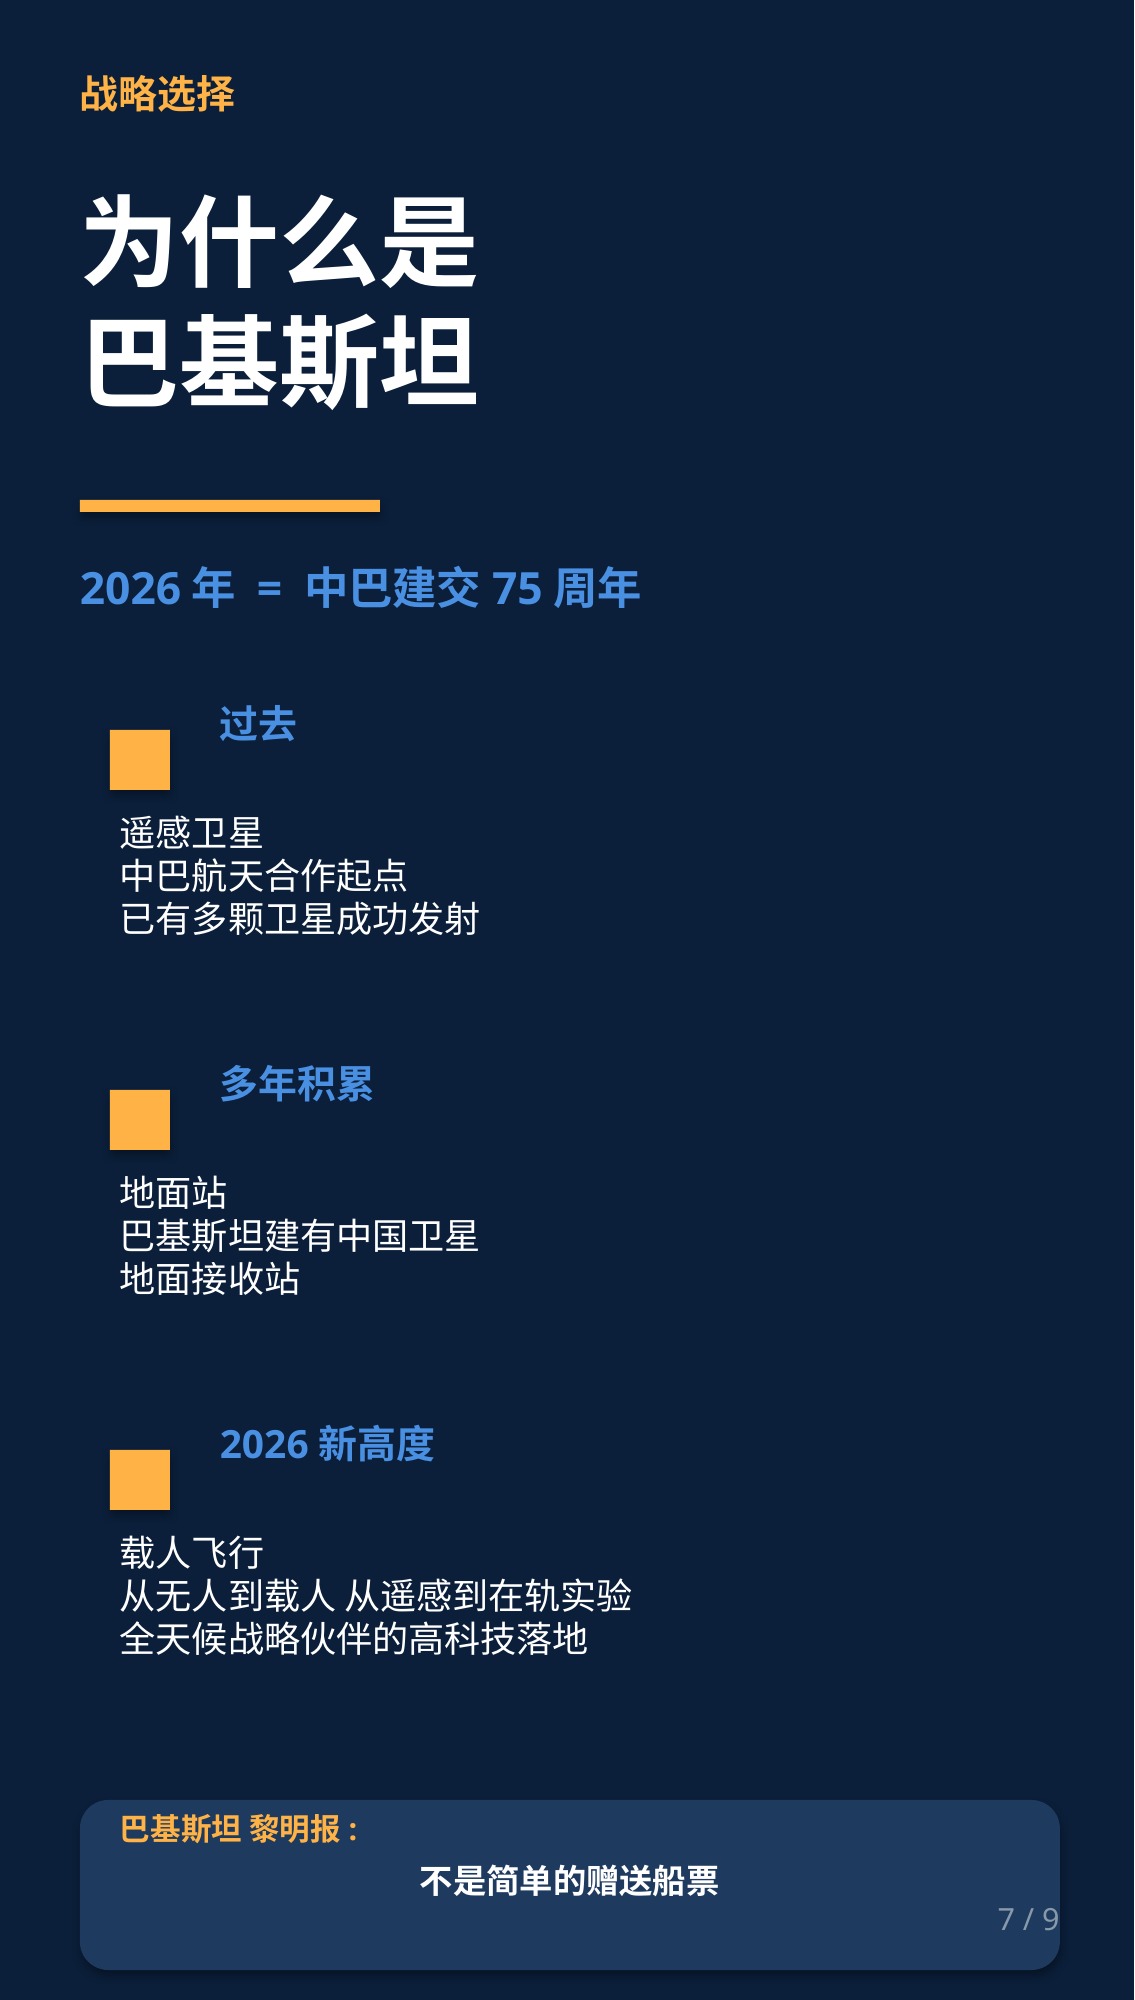 战略选择
为什么是
巴基斯坦
2026 年 = 中巴建交 75 周年
过去
遥感卫星
中巴航天合作起点
已有多颗卫星成功发射
多年积累
地面站
巴基斯坦建有中国卫星
地面接收站
2026 新高度
载人飞行
从无人到载人 从遥感到在轨实验
全天候战略伙伴的高科技落地
巴基斯坦 黎明报 :
不是简单的赠送船票
7 / 9